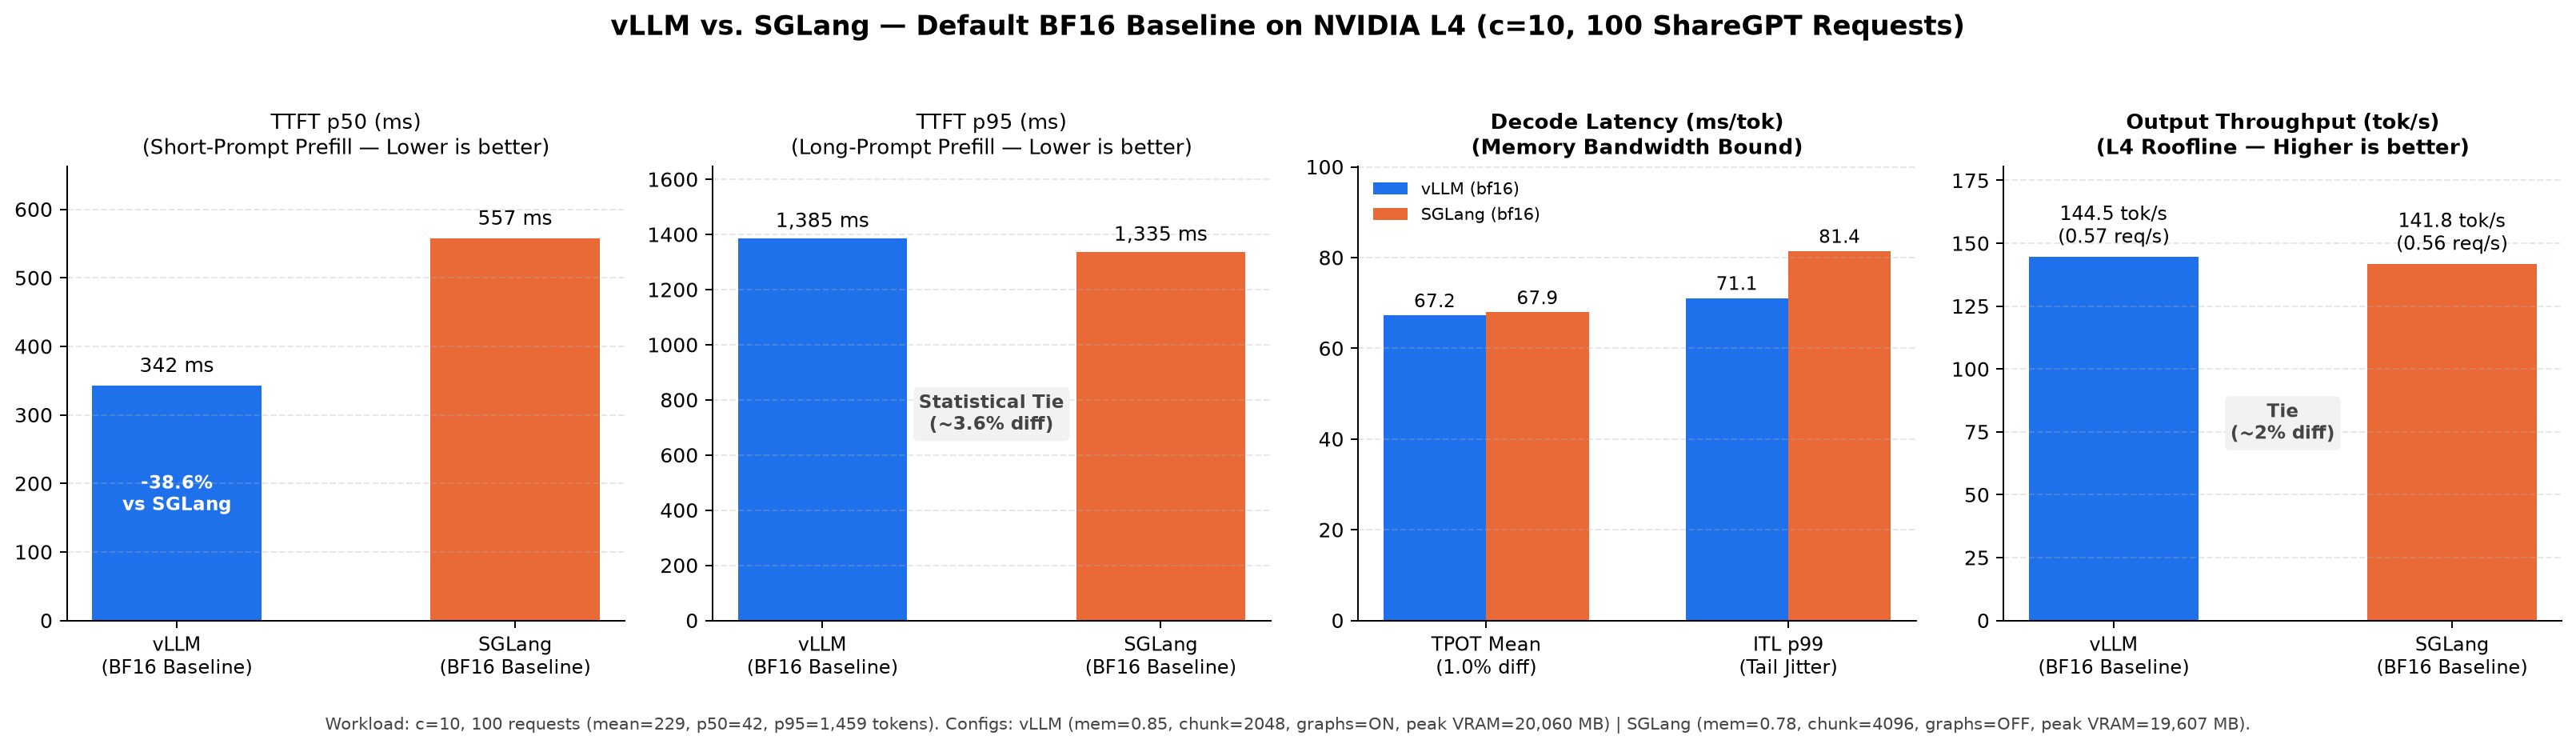 vLLM vs. SGLang — Default BF16 Baseline on NVIDIA L4 (c=10, 100 ShareGPT Requests)
TTFT p50 (ms)
(Short-Prompt Prefill — Lower is better)
600
500
400
300
200
100
0
342 ms
-38.6%
vs SGLang
557 ms
vLLM
(BF16 Baseline)
SGLang
(BF16 Baseline)
TTFT p95 (ms)
(Long-Prompt Prefill — Lower is better)
1600
1400
1200
1000
800
600
400
200
0
1,385 ms
Statistical Tie
(~3.6% diff)
1,335 ms
vLLM
(BF16 Baseline)
SGLang
(BF16 Baseline)
Decode Latency (ms/tok)
(Memory Bandwidth Bound)
100
80
60
40
20
0
vLLM (bf16)
SGLang (bf16)
67.2
67.9
71.1
81.4
TPOT Mean
(1.0% diff)
ITL p99
(Tail Jitter)
Output Throughput (tok/s)
(L4 Roofline — Higher is better)
175
150
125
100
75
50
25
0
144.5 tok/s
(0.57 req/s)
Tie
(~2% diff)
141.8 tok/s
(0.56 req/s)
vLLM
(BF16 Baseline)
SGLang
(BF16 Baseline)
Workload: c=10, 100 requests (mean=229, p50=42, p95=1,459 tokens). Configs: vLLM (mem=0.85, chunk=2048, graphs=ON, peak VRAM=20,060 MB) | SGLang (mem=0.78, chunk=4096, graphs=OFF, peak VRAM=19,607 MB).